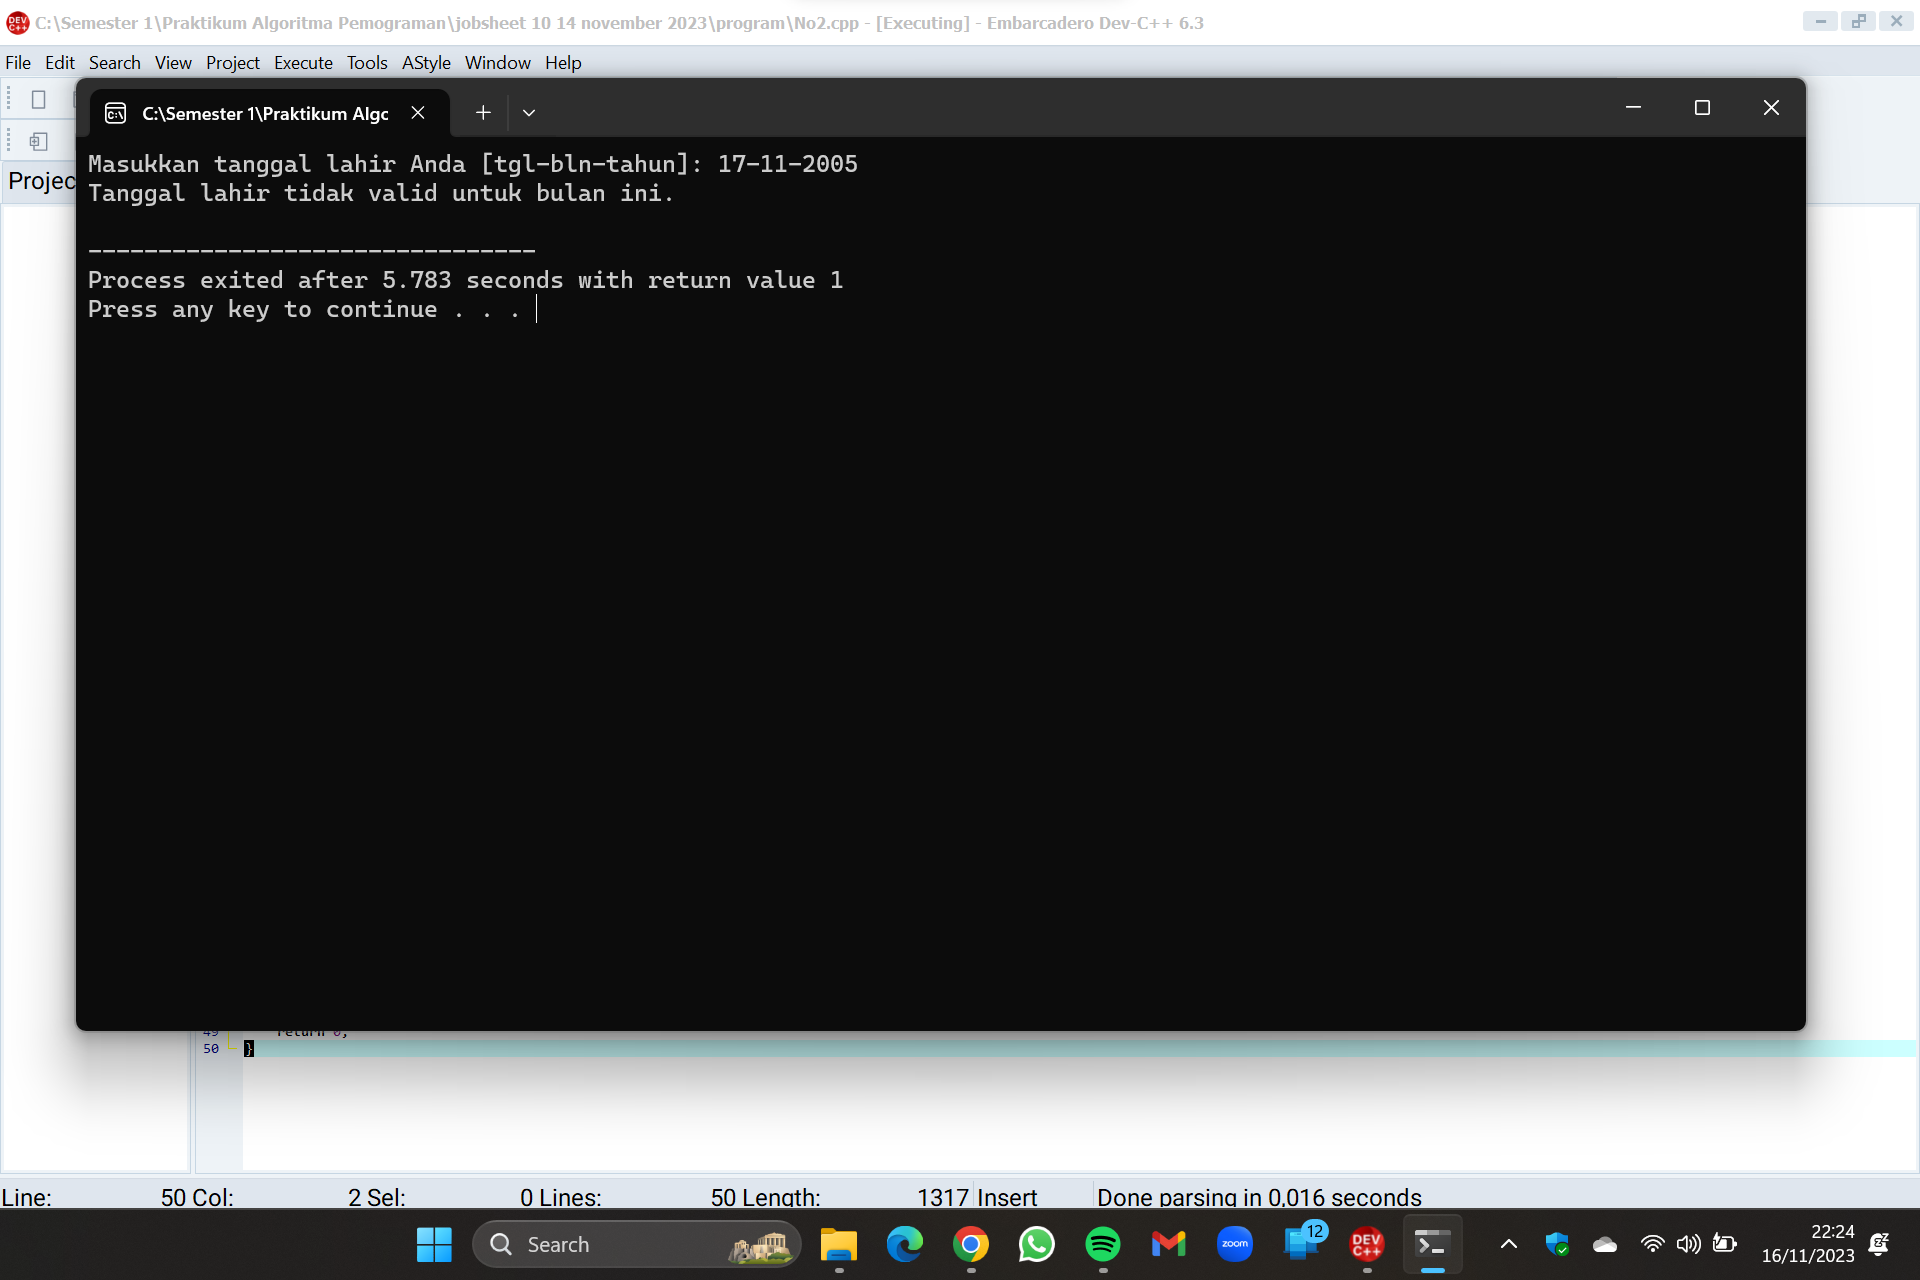 C:\Semester 1\Praktikum Algoritma Pemograman\jobsheet 10 14 november 2023\program\No2.cpp - [Executing] - Embarcadero Dev-C++ 6.3
File Edit Search View Project Execute Tools AStyle Window Help
C:\Semester 1\Praktikum Algc
Projec
Masukkan tanggal lahir Anda [tgl-bln-tahun]: 17-11-2005
Tanggal lahir tidak valid untuk bulan ini.
--------------------------------
Process exited after 5.783 seconds with return value 1
Press any key to continue . . .
49 return 0;
50 }
Line: 50 Col: 2 Sel: 0 Lines: 50 Length: 1317 Insert Done parsing in 0,016 seconds
Search
zoom
12
DEV C++
22:24
16/11/2023